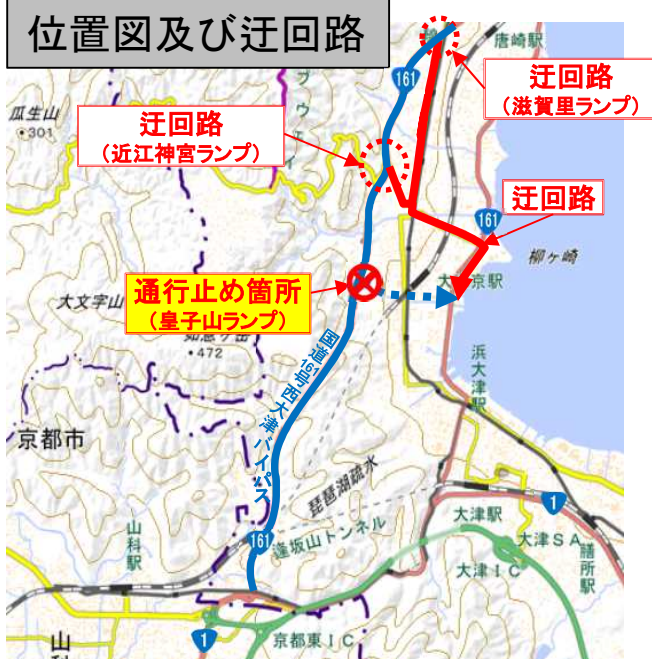 位置図及び迂回路
唐崎駅
161
迂回路
(滋賀里ランプ)
瓜生山
・301
迂回路
(近江神宮ランプ)
迂回路
161
柳ヶ崎
通行止め箇所
(皇子山ランプ)
京駅
大文字山
・472
国道161号西大津バイパス
浜大津駅
京都市
琵琶湖疏水
1
山科駅
161
逢坂山トンネル
大津駅
大津SA
膳所駅
大津IC
1
京都東IC